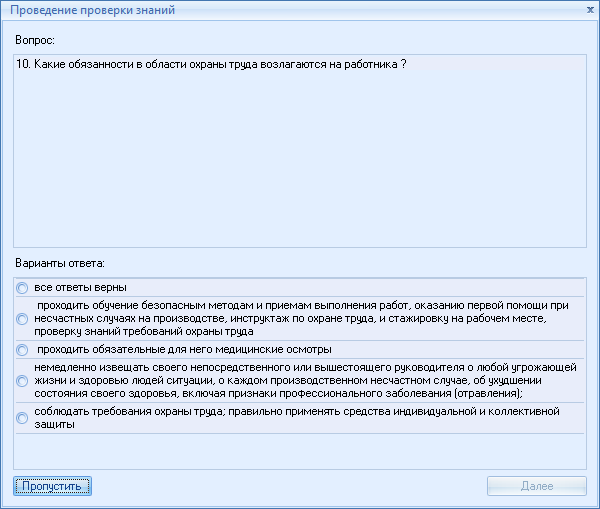 Проведение проверки знаний
Вопрос:
10. Какие обязанности в области охраны труда возлагаются на работника ?
Варианты ответа:
все ответы верны
проходить обучение безопасным методам и приемам выполнения работ, оказанию первой помощи при
несчастных случаях на производстве, инструктаж по охране труда, и стажировку на рабочем месте,
проверку знаний требований охраны труда
проходить обязательные для него медицинские осмотры
немедленно извещать своего непосредственного или вышестоящего руководителя о любой угрожающей
жизни и здоровью людей ситуации, о каждом производственном несчастном случае, об ухудшении
состояния своего здоровья, включая признаки профессионального заболевания (отравления);
соблюдать требования охраны труда; правильно применять средства индивидуальной и коллективной
защиты
Пропустить
Далее